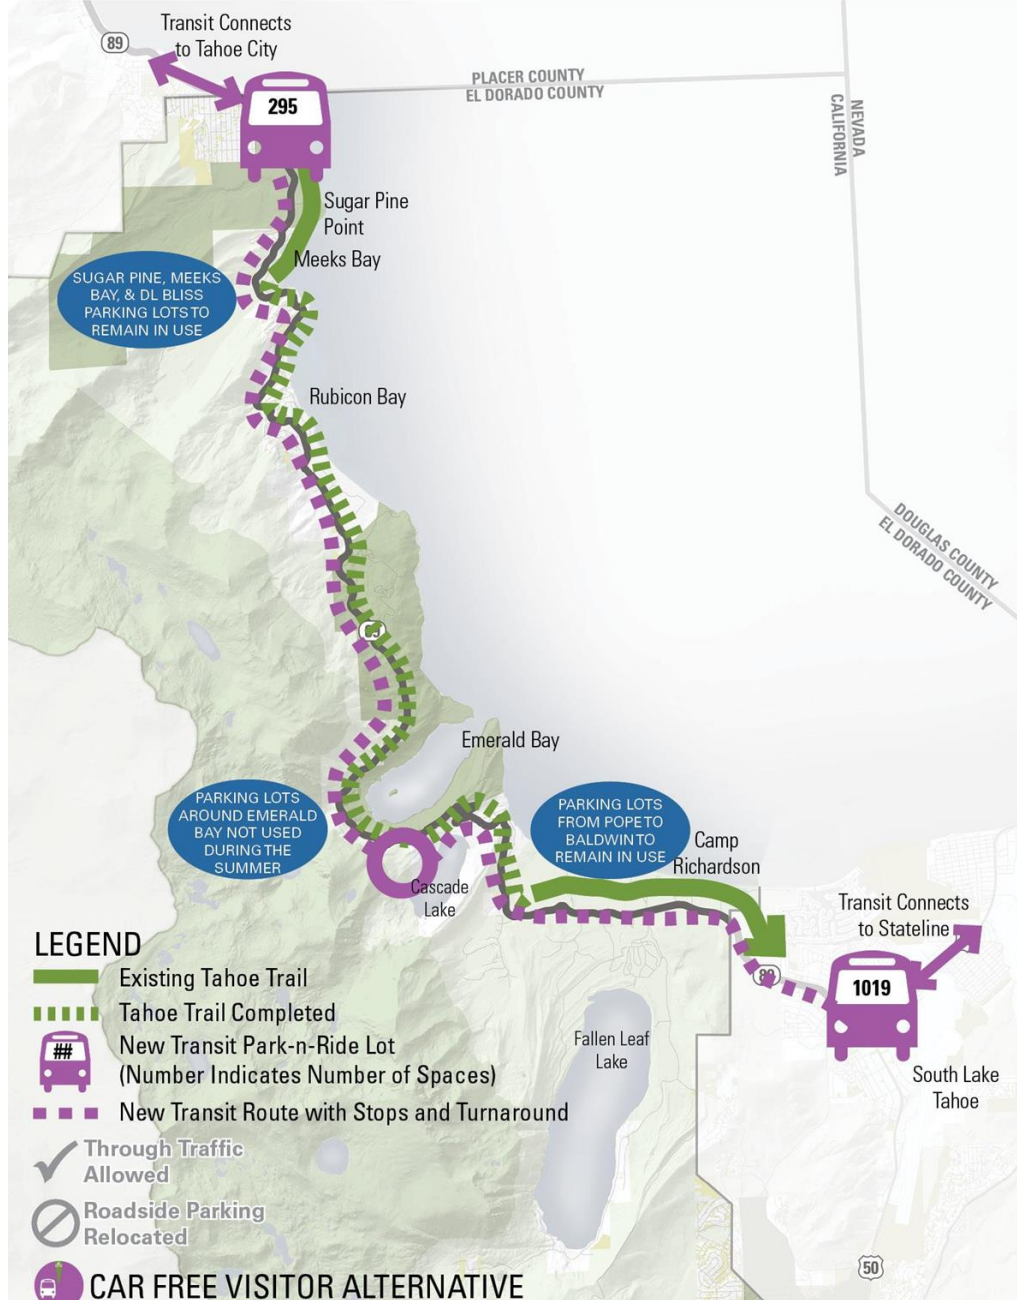 Transit Connects
to Tahoe City
89
295
PLACER COUNTY
EL DORADO COUNTY
NEVADA
CALIFORNIA
Sugar Pine
Point
Meeks Bay
SUGAR PINE, MEEKS
BAY, & DL BLISS
PARKING LOTS TO
REMAIN IN USE
Rubicon Bay
DOUGLAS COUNTY
EL DORADO COUNTY
Emerald Bay
PARKING LOTS
AROUND EMERALD
BAY NOT USED
DURING THE
SUMMER
PARKING LOTS
FROM POPE TO
BALDWIN TO
REMAIN IN USE
Camp
Richardson
Cascade
Lake
Transit Connects
to Stateline
89
1019
South Lake
Tahoe
Fallen Leaf
Lake
50
LEGEND
Existing Tahoe Trail
Tahoe Trail Completed
##
New Transit Park-n-Ride Lot
(Number Indicates Number of Spaces)
New Transit Route with Stops and Turnaround
Through Traffic
Allowed
Roadside Parking
Relocated
CAR FREE VISITOR ALTERNATIVE